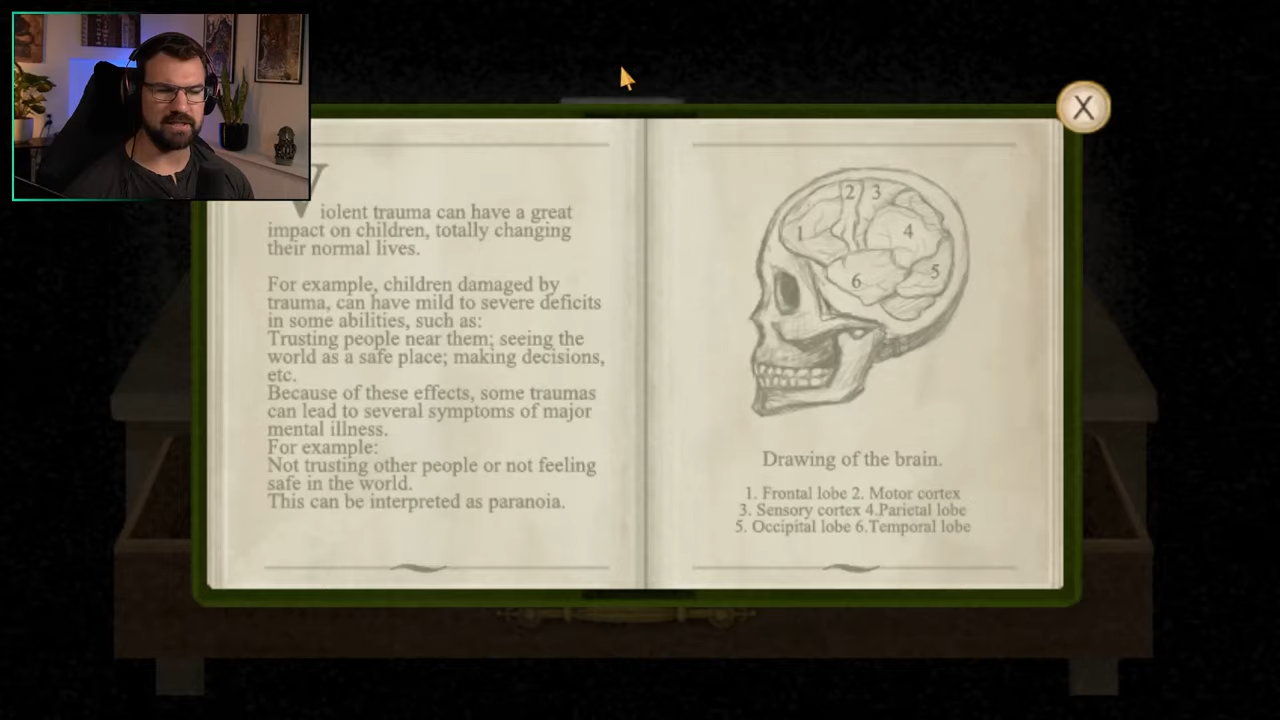 Violent trauma can have a great
impact on children, totally changing
their normal lives.
For example, children damaged by
trauma, can have mild to severe deficits
in some abilities, such as:
Trusting people near them; seeing the
world as a safe place; making decisions,
etc.
Because of these effects, some traumas
can lead to several symptoms of major
mental illness.
For example:
Not trusting other people or not feeling
safe in the world.
This can be interpreted as paranoia.
X
1
2
3
4
5
6
Drawing of the brain.
1. Frontal lobe 2. Motor cortex
3. Sensory cortex 4.Parietal lobe
5. Occipital lobe 6.Temporal lobe